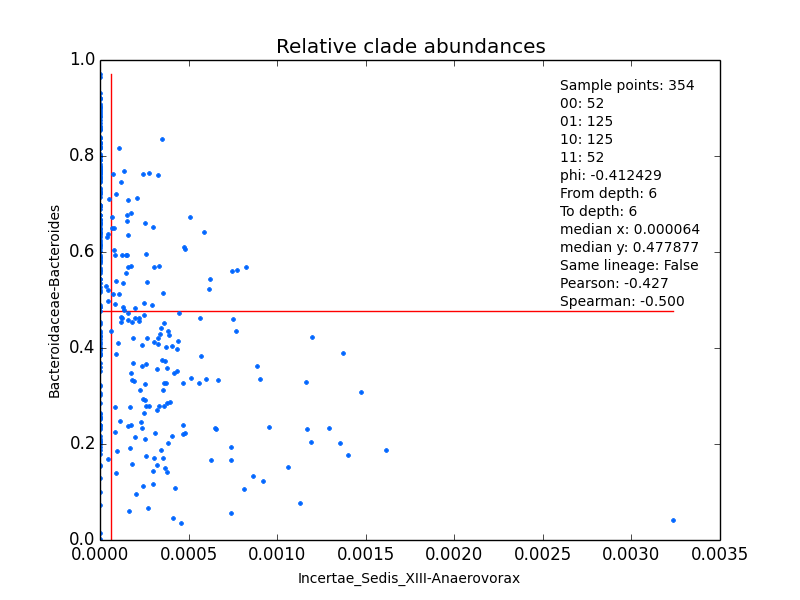 Relative clade abundances
1.0
0.8
0.6
0.4
0.2
0.0
Bacteroidaceae-Bacteroides
Sample points: 354
00: 52
01: 125
10: 125
11: 52
phi: -0.412429
From depth: 6
To depth: 6
median x: 0.000064
median y: 0.477877
Same lineage: False
Pearson: -0.427
Spearman: -0.500
0.0000 0.0005 0.0010 0.0015 0.0020 0.0025 0.0030 0.0035
Incertae_Sedis_XIII-Anaerovorax